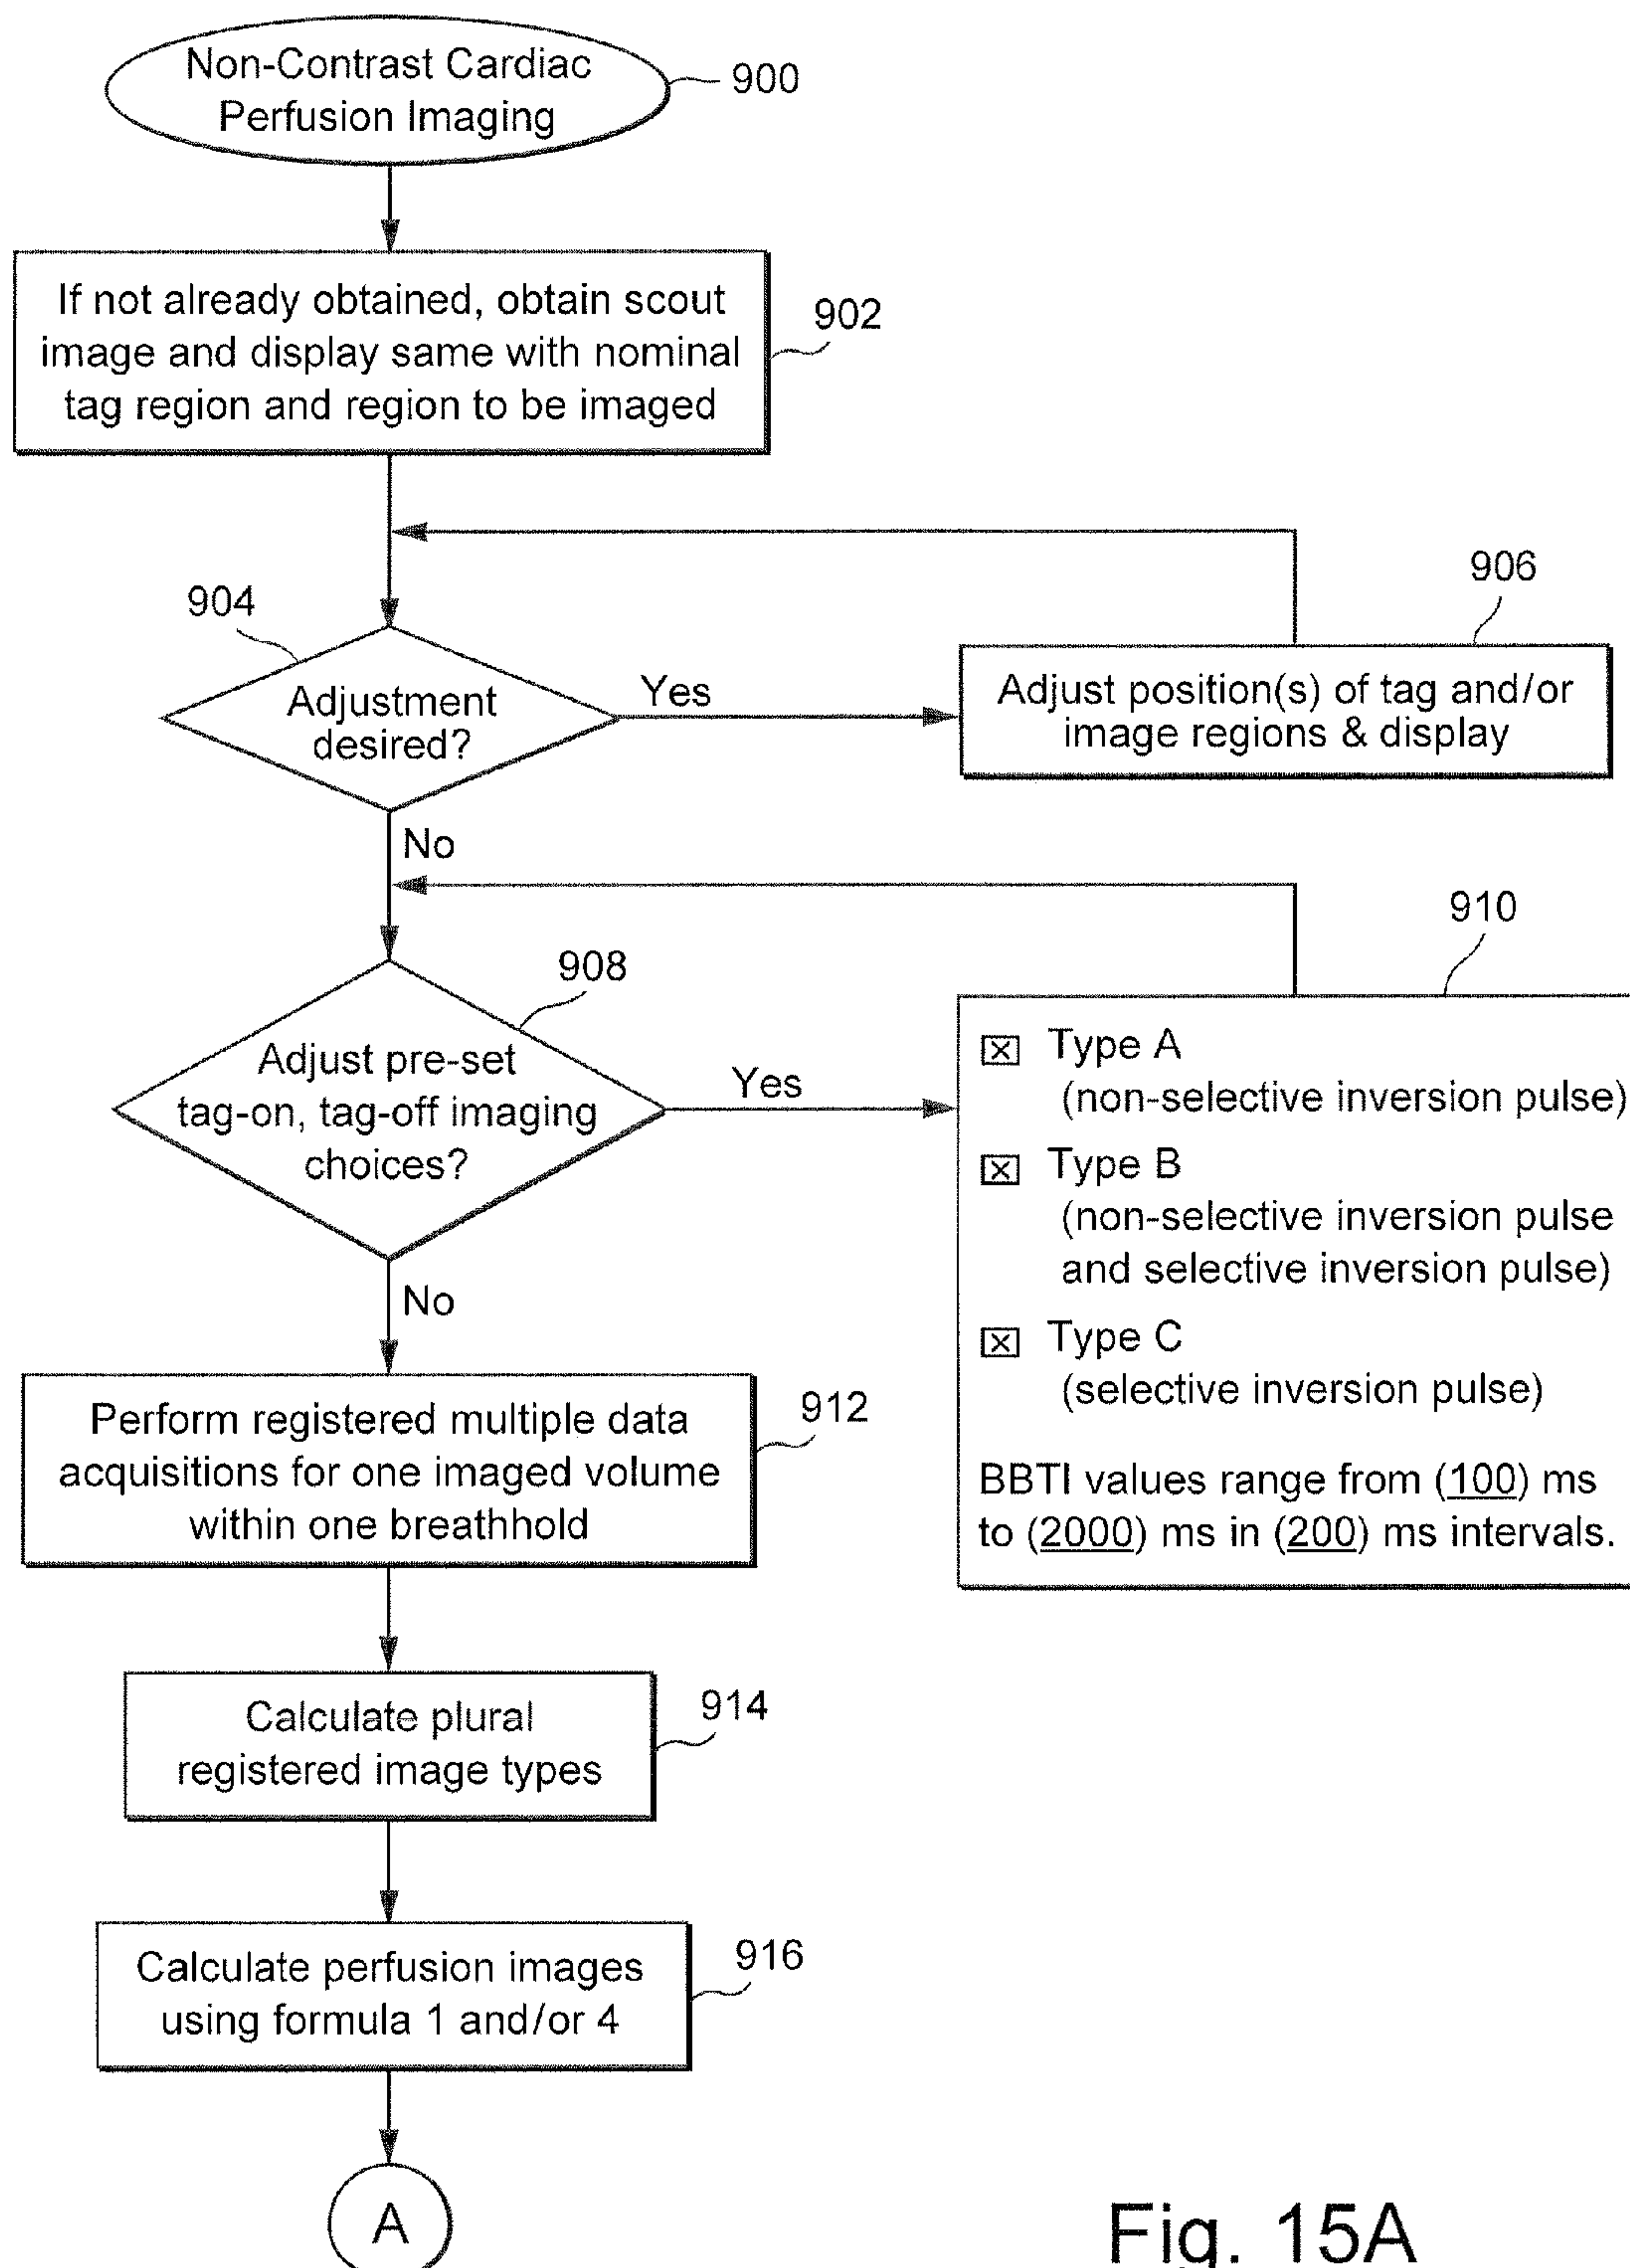 Non-Contrast Cardiac
Perfusion Imaging
900
If not already obtained, obtain scout
image and display same with nominal
tag region and region to be imaged
902
904
Adjustment
desired?
Yes
906
Adjust position(s) of tag and/or
image regions & display
No
908
Adjust pre-set
tag-on, tag-off imaging
choices?
Yes
910
Type A
(non-selective inversion pulse)
Type B
(non-selective inversion pulse
and selective inversion pulse)
Type C
(selective inversion pulse)
BBTI values range from (100) ms
to (2000) ms in (200) ms intervals.
No
Perform registered multiple data
acquisitions for one imaged volume
within one breathhold
912
Calculate plural
registered image types
914
Calculate perfusion images
using formula 1 and/or 4
916
A
Fig. 15A